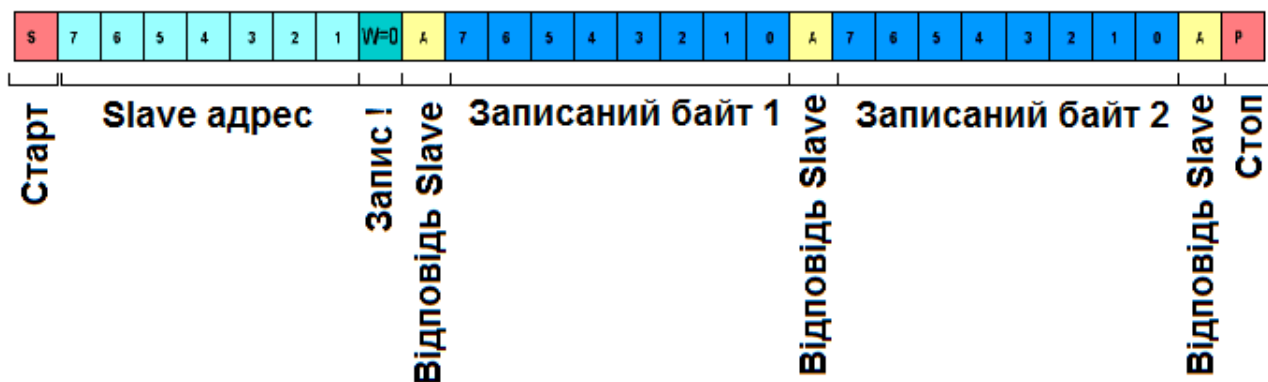 S 7 6 5 4 3 2 1 W=0 A 7 6 5 4 3 2 1 0 A 7 6 5 4 3 2 1 0 A P
Старт
Slave адрес
Запис !
Відповідь Slave
Записаний байт 1
Відповідь Slave
Записаний байт 2
Відповідь Slave
Стоп